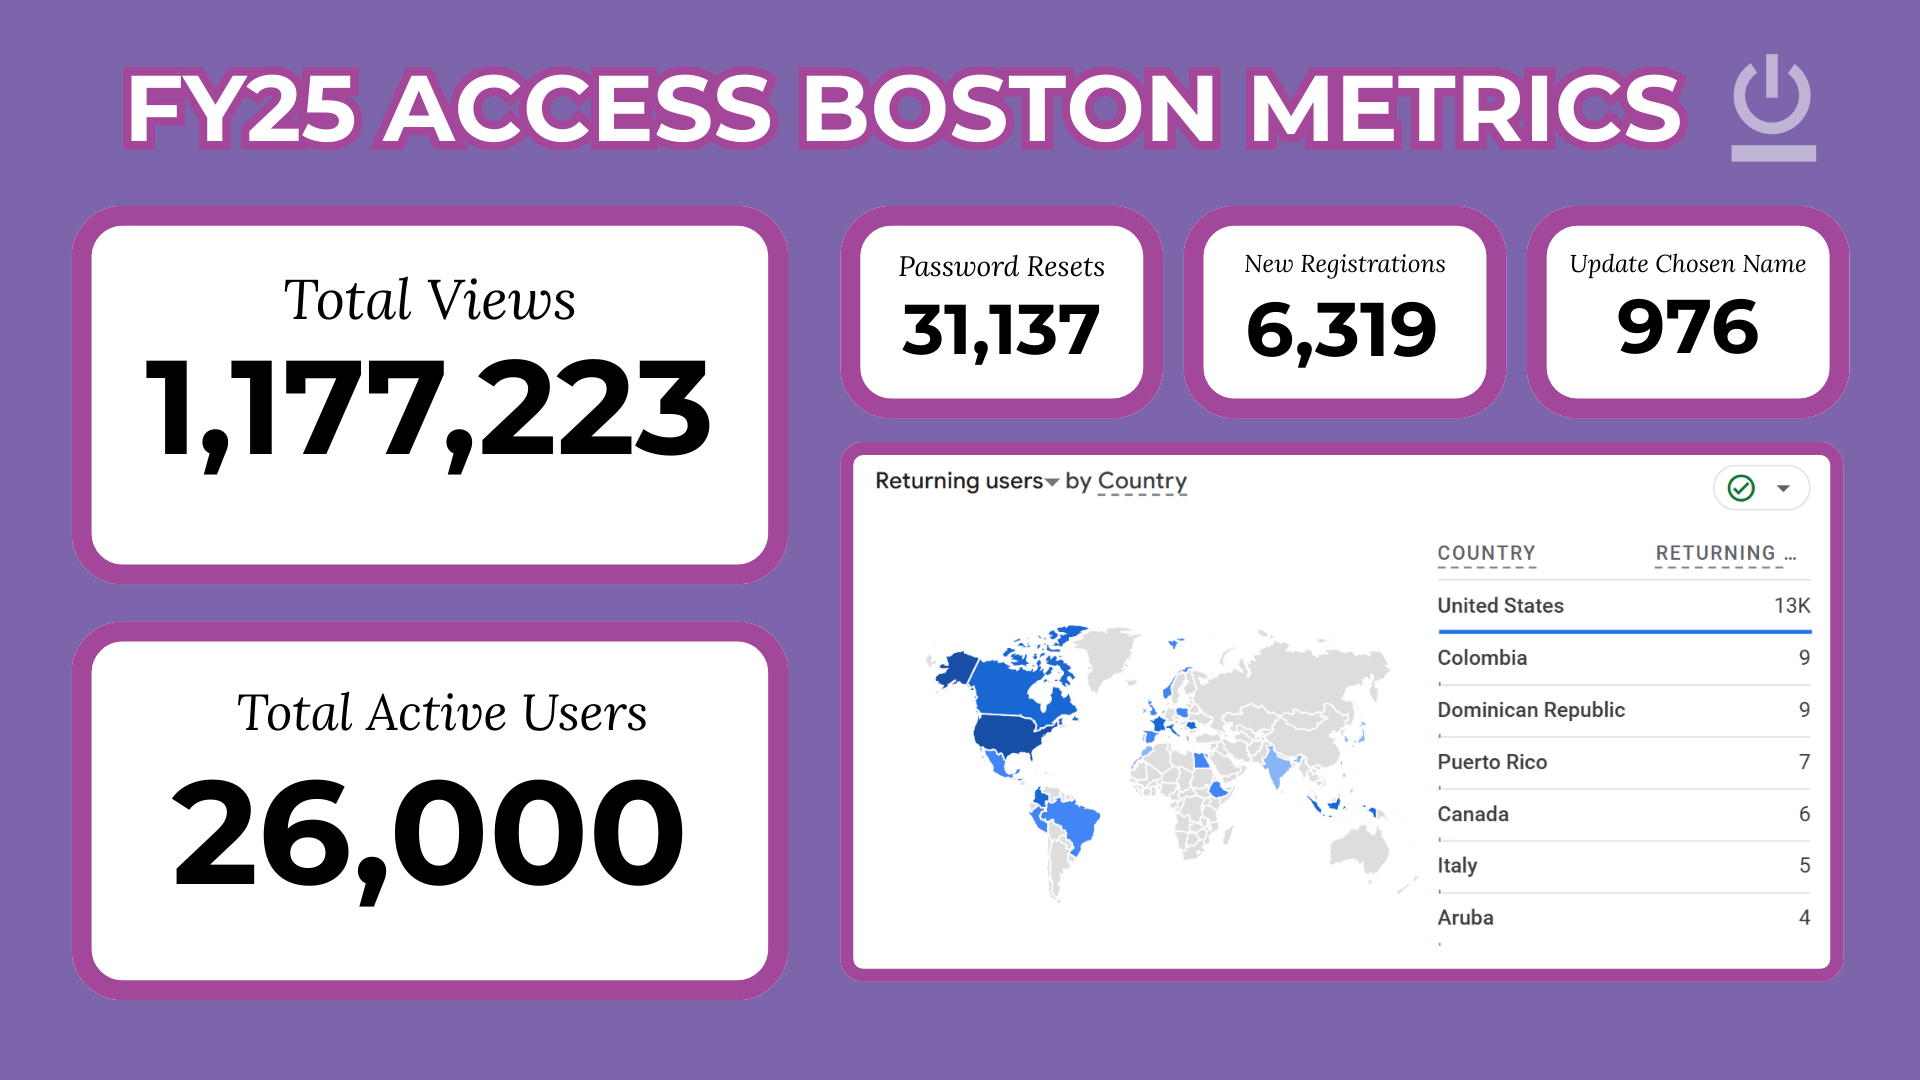 FY25 ACCESS BOSTON METRICS
Total Views
1,177,223
Total Active Users
26,000
Password Resets
31,137
New Registrations
6,319
Update Chosen Name
976
Returning users by Country
COUNTRY RETURNING ...
United States 13K
Colombia 9
Dominican Republic 9
Puerto Rico 7
Canada 6
Italy 5
Aruba 4